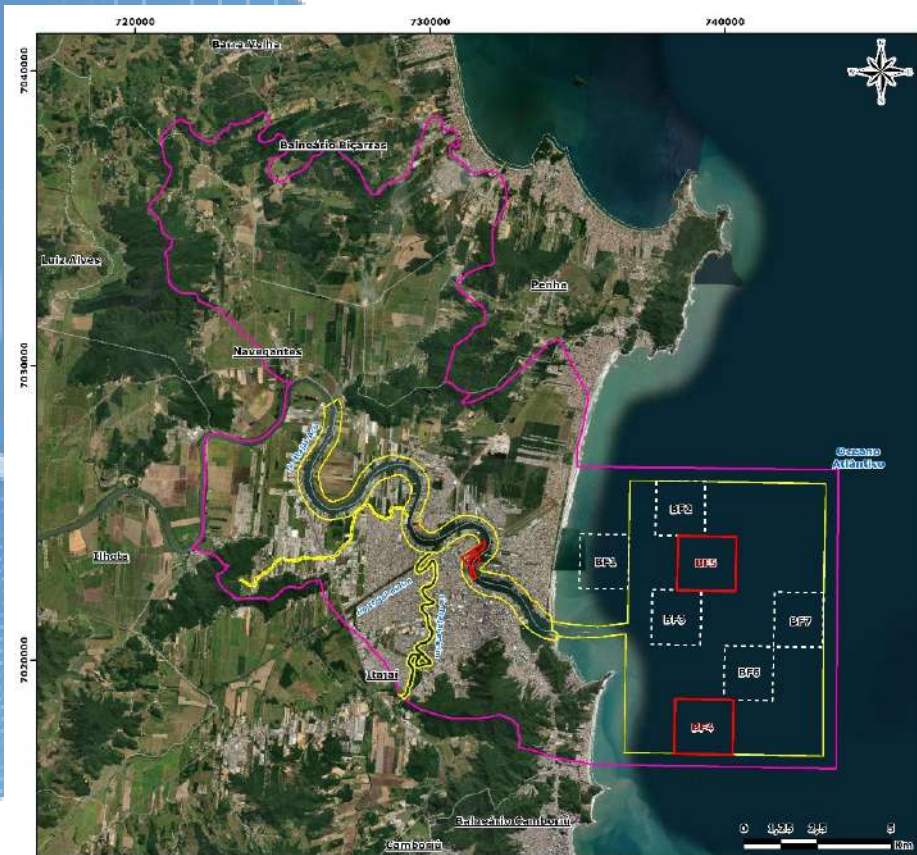 720000
730000
740000
7040000
7030000
7020000
Barra Velha
Balneário Piçarras
Luiz Alves
Penha
Navegantes
Oceano
Atlântico
BF2
BF1
BF5
Ilhota
BF3
BF7
BF6
Itajaí
BF4
Balneário Camboriú
Camboriú
0 1,25 2,5 5
Km